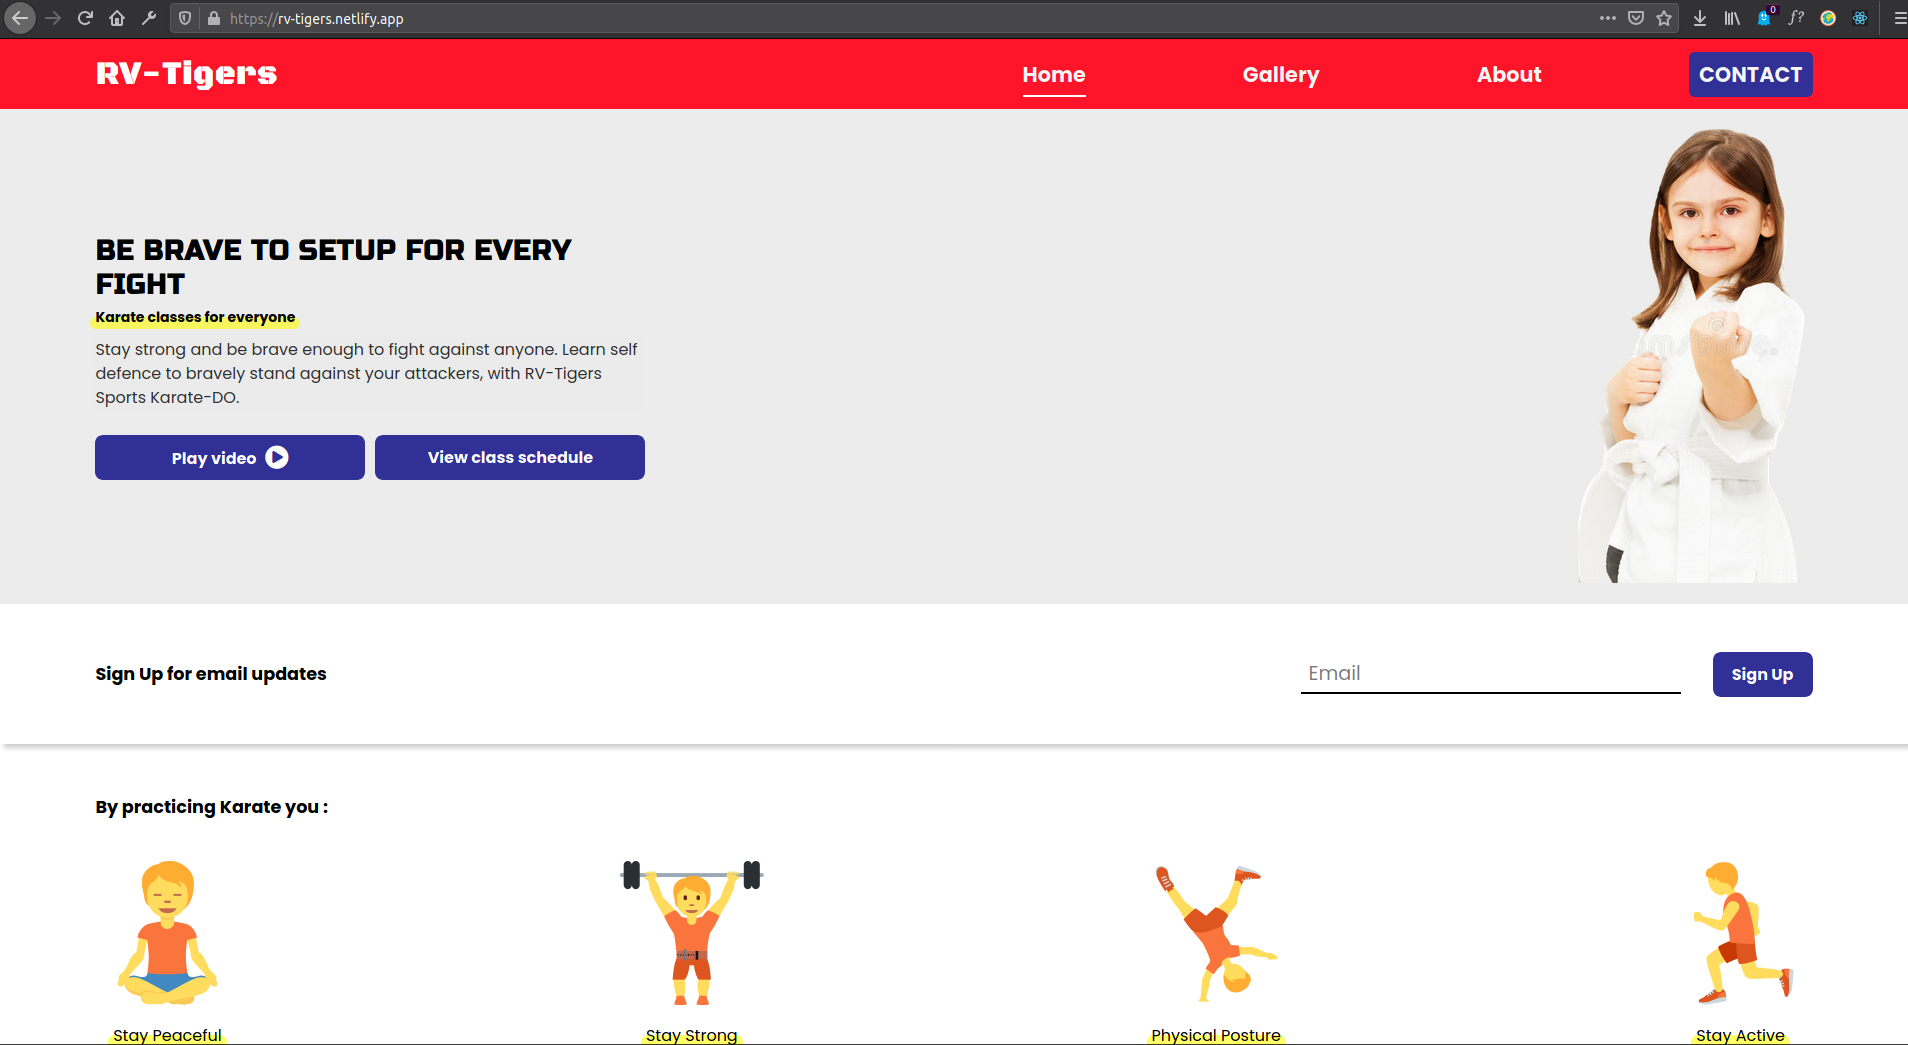 https://rv-tigers.netlify.app
0
f?
RV-Tigers
Home
Gallery
About
CONTACT
BE BRAVE TO SETUP FOR EVERY
FIGHT
Karate classes for everyone
Stay strong and be brave enough to fight against anyone. Learn self
defence to bravely stand against your attackers, with RV-Tigers
Sports Karate-DO.
Play video
View class schedule
Sign Up for email updates
Email
Sign Up
By practicing Karate you :
Stay Peaceful
Stay Strong
Physical Posture
Stay Active